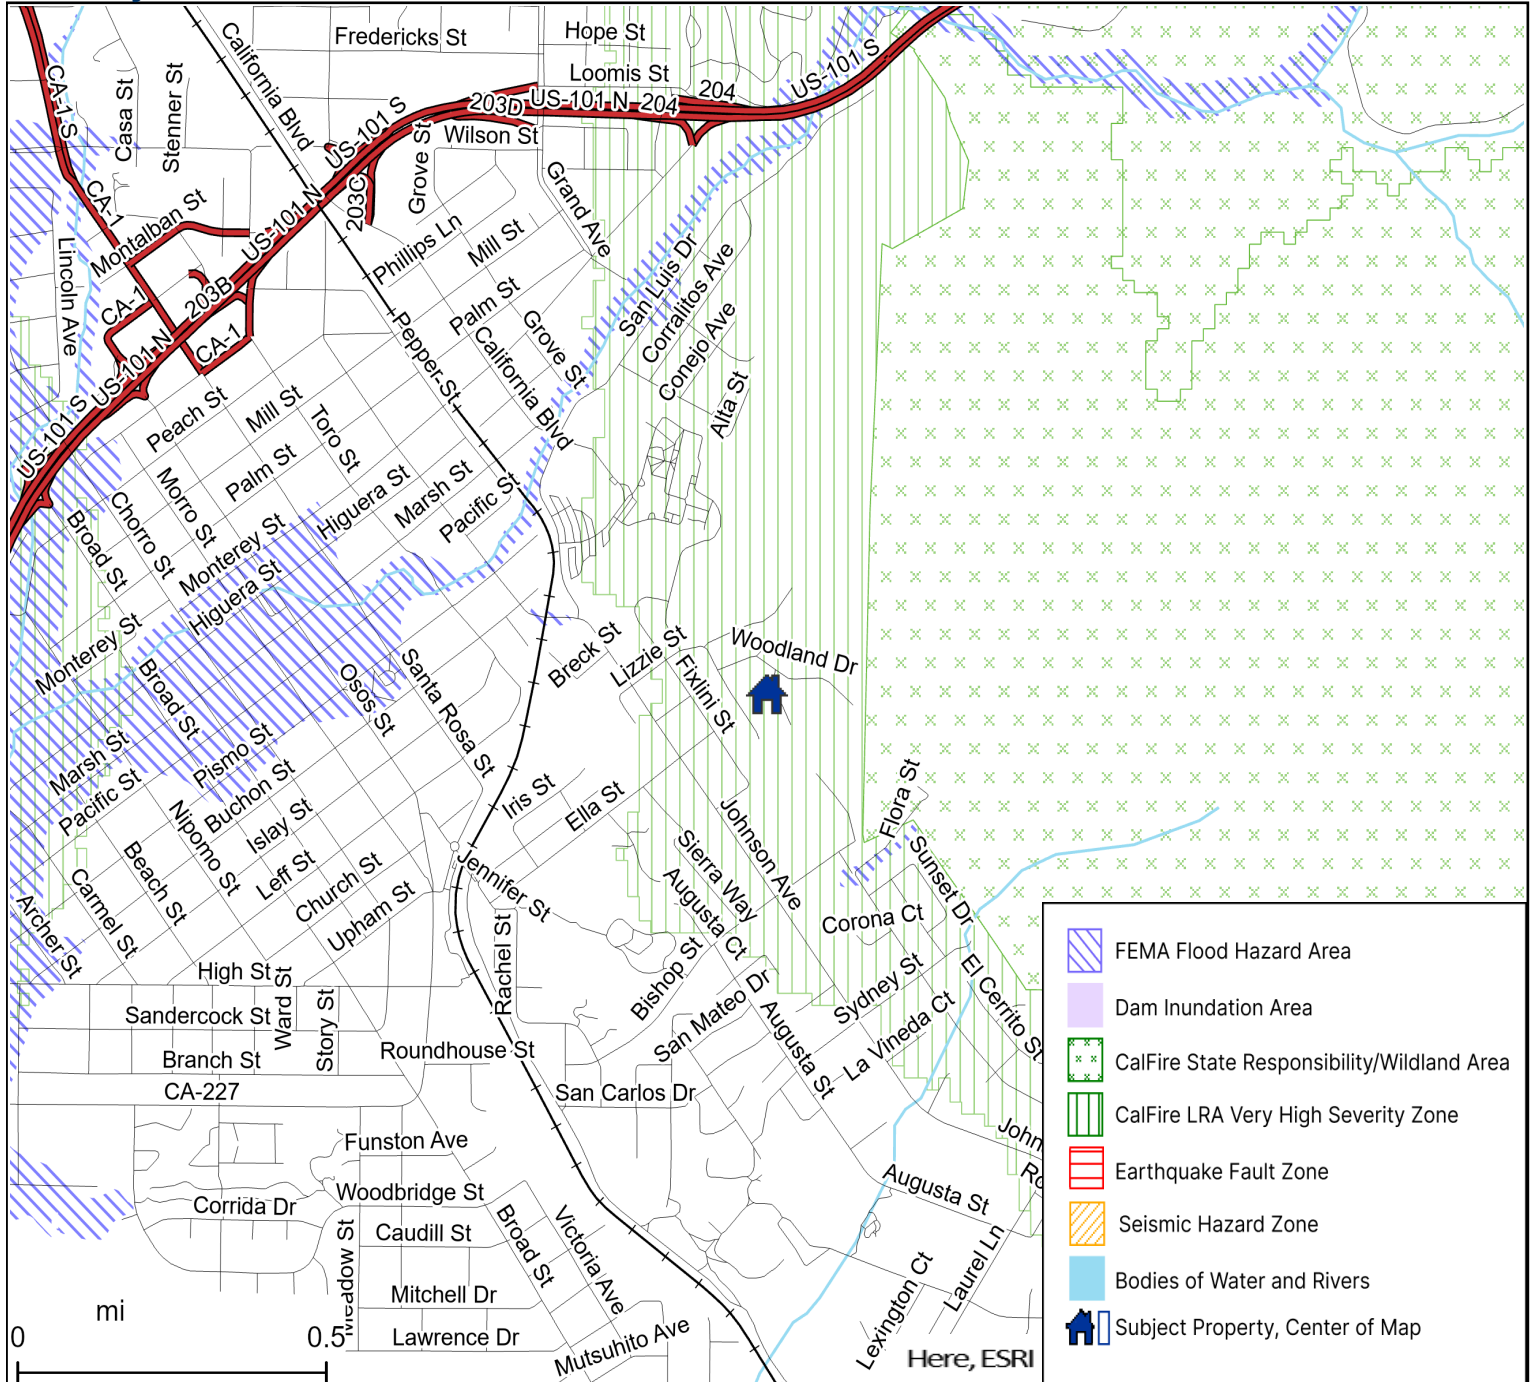 Fredericks St
Hope St
California Blvd
Loomis St
US-101 S
204
203D
US-101 N
204
CA-1 S
Casa St
Stenner St
US-101 S
Grove St
Wilson St
203C
Grand Ave
CA-1
Montalban St
US-101 N
Phillips Ln
Mill St
San Luis Dr
Corralitos Ave
Lincoln Ave
CA-1
203B
Palm St
Grove St
Conejo Ave
US-101 N
CA-1
Pepper St
California Blvd
Alta St
US-101 S
Peach St
Mill St
Toro St
Palm St
Morro St
Higuera St
Marsh St
Pacific St
Chorro St
Broad St
Monterey St
Higuera St
Monterey St
Breck St
Lizzie St
Woodland Dr
Fixlini St
Broad St
Osos St
Santa Rosa St
Marsh St
Pismo St
Pacific St
Buchon St
Nipomo St
Islay St
Iris St
Ella St
Johnson Ave
Flora St
Sierra Way
Sunset Dr
Beach St
Leff St
Church St
Jennifer St
Augusta Ct
Carmel St
Archer St
Upham St
Corona Ct
Rachel St
Bishop St
High St
Ward St
Sydney St
El Cerrito St
San Mateo Dr
Augusta St
La Vineda Ct
Sandercock St
Story St
Branch St
Roundhouse St
CA-227
San Carlos Dr
John
Funston Ave
Augusta St
Ro
Woodbridge St
Corrida Dr
Caudill St
Broad St
Victoria Ave
Meadow St
Mitchell Dr
Lexington Ct
Laurel Ln
Lawrence Dr
Mutsuhito Ave
mi
0 0.5
Here, ESRI
FEMA Flood Hazard Area
Dam Inundation Area
CalFire State Responsibility/Wildland Area
CalFire LRA Very High Severity Zone
Earthquake Fault Zone
Seismic Hazard Zone
Bodies of Water and Rivers
Subject Property, Center of Map